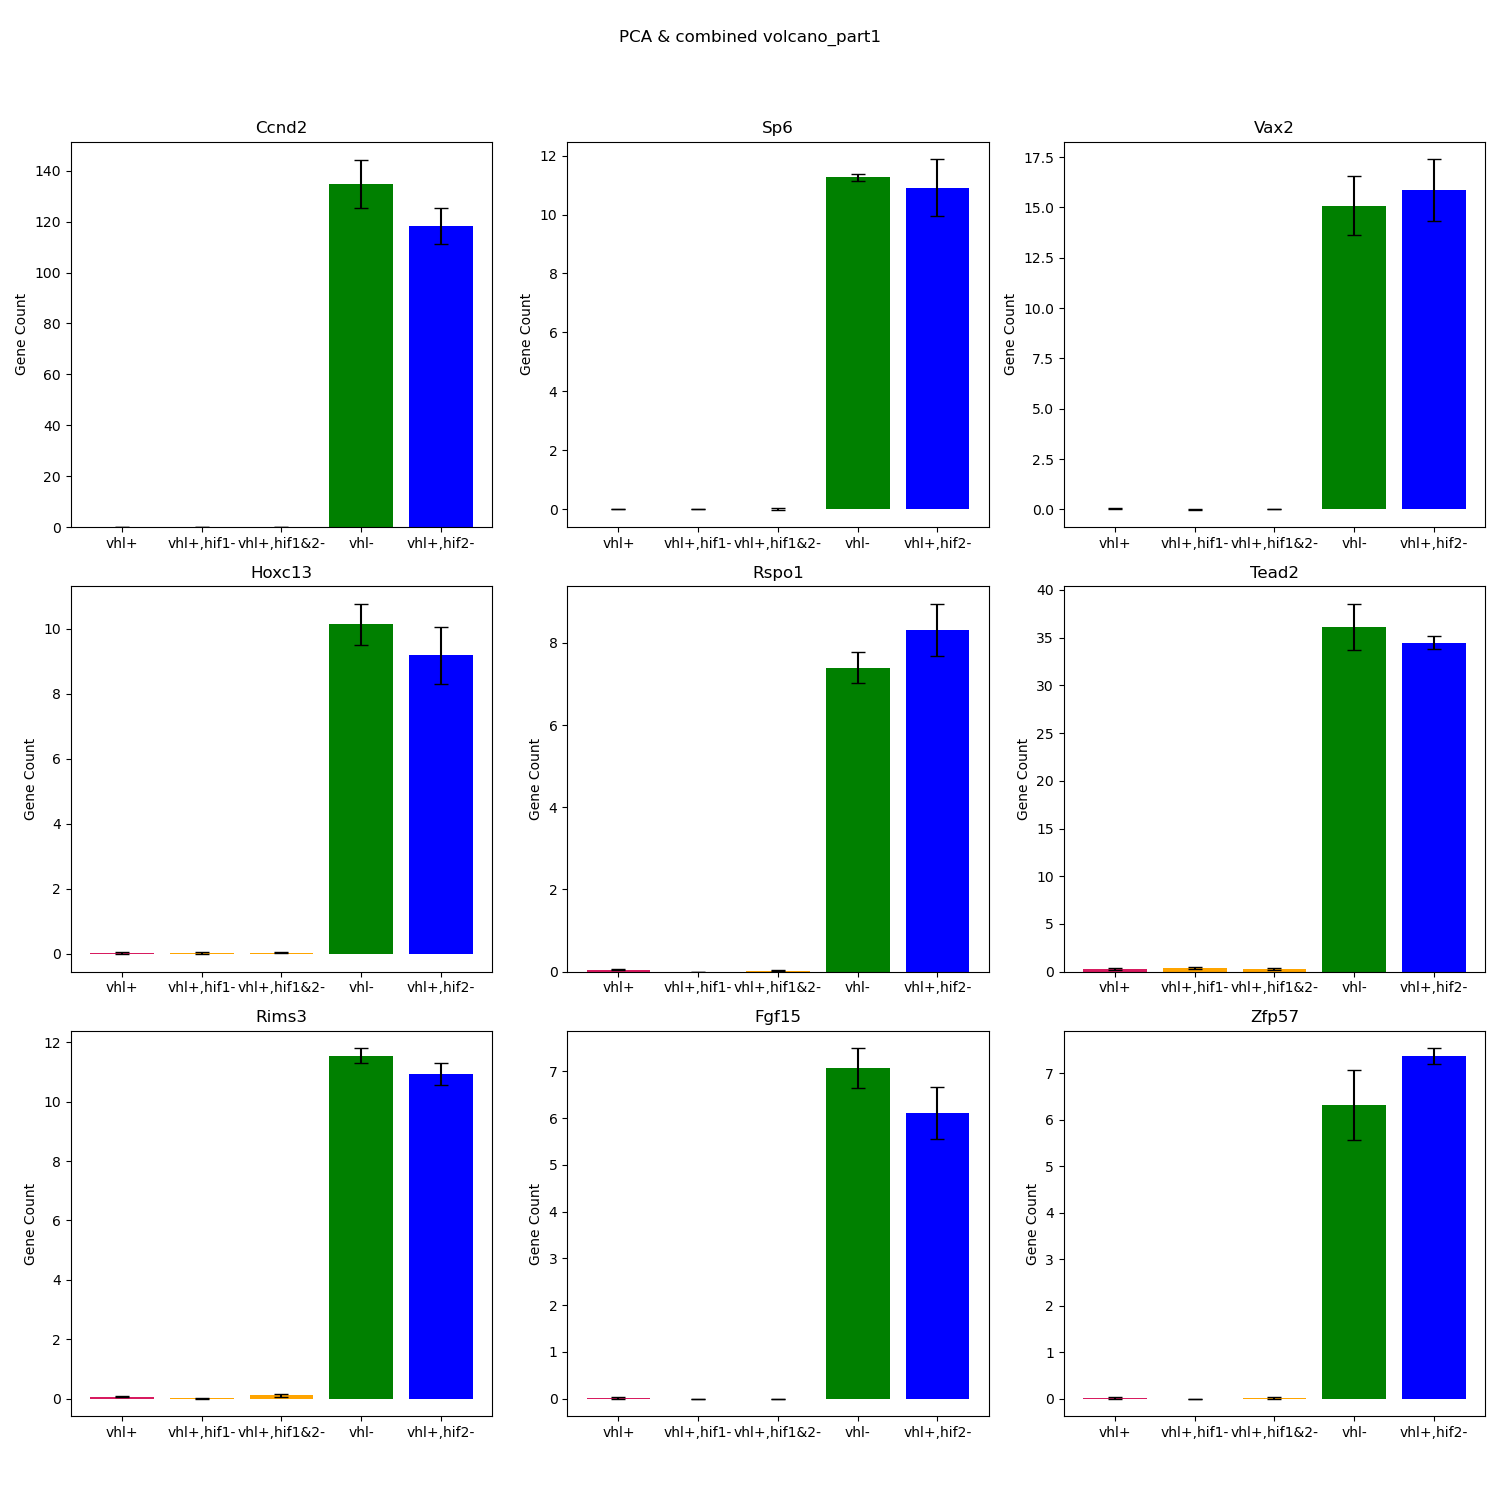 PCA & combined volcano_part1
Ccnd2
Sp6
Vax2
Gene Count
140
120
100
80
60
40
20
0
vhl+ vhl+,hif1- vhl+,hif1&2- vhl- vhl+,hif2-
Gene Count
12
10
8
6
4
2
0
vhl+ vhl+,hif1- vhl+,hif1&2- vhl- vhl+,hif2-
Gene Count
17.5
15.0
12.5
10.0
7.5
5.0
2.5
0.0
vhl+ vhl+,hif1- vhl+,hif1&2- vhl- vhl+,hif2-
Hoxc13
Rspo1
Tead2
Gene Count
10
8
6
4
2
0
vhl+ vhl+,hif1- vhl+,hif1&2- vhl- vhl+,hif2-
Gene Count
8
6
4
2
0
vhl+ vhl+,hif1- vhl+,hif1&2- vhl- vhl+,hif2-
Gene Count
40
35
30
25
20
15
10
5
0
vhl+ vhl+,hif1- vhl+,hif1&2- vhl- vhl+,hif2-
Rims3
Fgf15
Zfp57
Gene Count
12
10
8
6
4
2
0
vhl+ vhl+,hif1- vhl+,hif1&2- vhl- vhl+,hif2-
Gene Count
7
6
5
4
3
2
1
0
vhl+ vhl+,hif1- vhl+,hif1&2- vhl- vhl+,hif2-
Gene Count
7
6
5
4
3
2
1
0
vhl+ vhl+,hif1- vhl+,hif1&2- vhl- vhl+,hif2-